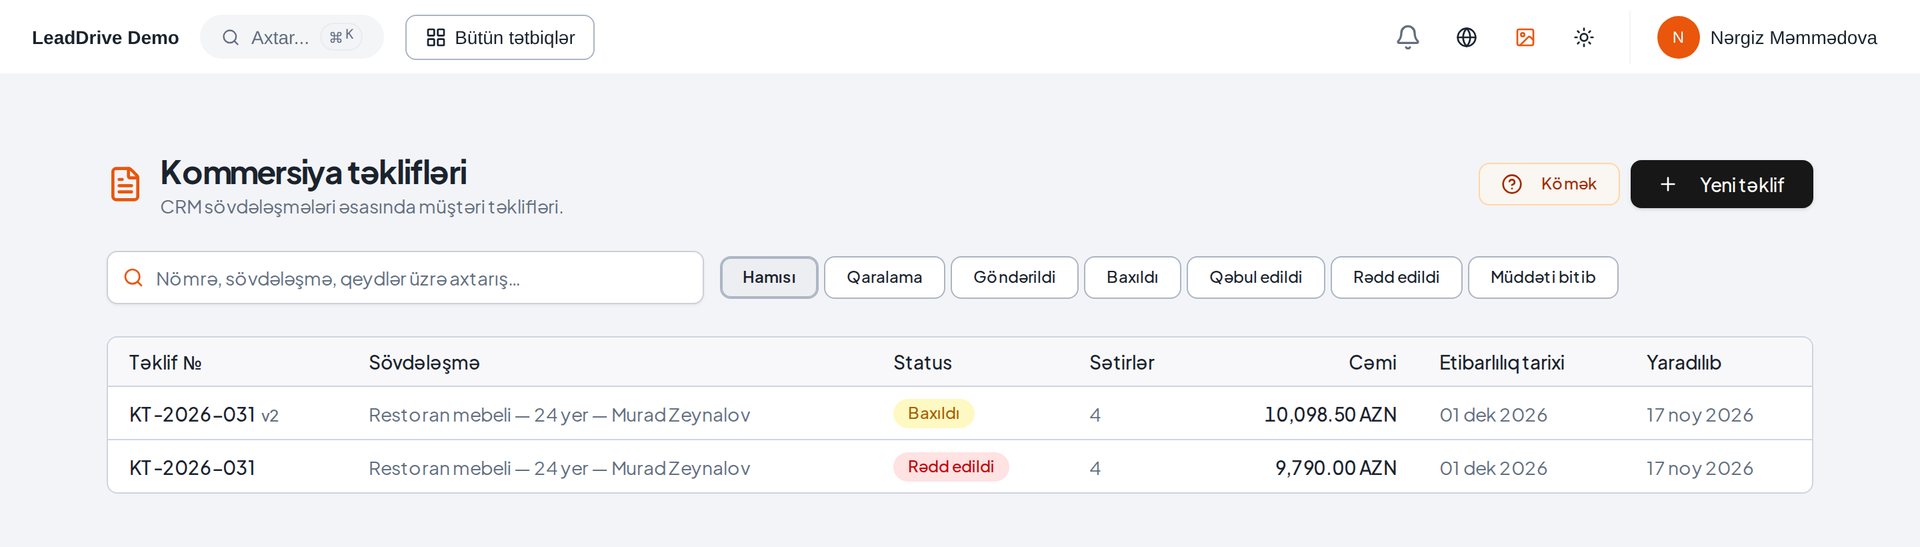 LeadDrive Demo Axtar... ⌘K Bütün tətbiqlər N Nərgiz Məmmədova
Kommersiya təklifləri
CRM sövdələşmələri əsasında müştəri təklifləri.
Kömək + Yeni təklif
Nömrə, sövdələşmə, qeydlər üzrə axtarış... Hamısı Qaralama Göndərildi Baxıldı Qəbul edildi Rədd edildi Müddəti bitib
Təklif № Sövdələşmə Status Sətirlər Cəmi Etibarlılıq tarixi Yaradılıb
KT-2026-031 v2 Restoran mebeli — 24 yer — Murad Zeynalov Baxıldı 4 10,098.50 AZN 01 dek 2026 17 noy 2026
KT-2026-031 Restoran mebeli — 24 yer — Murad Zeynalov Rədd edildi 4 9,790.00 AZN 01 dek 2026 17 noy 2026